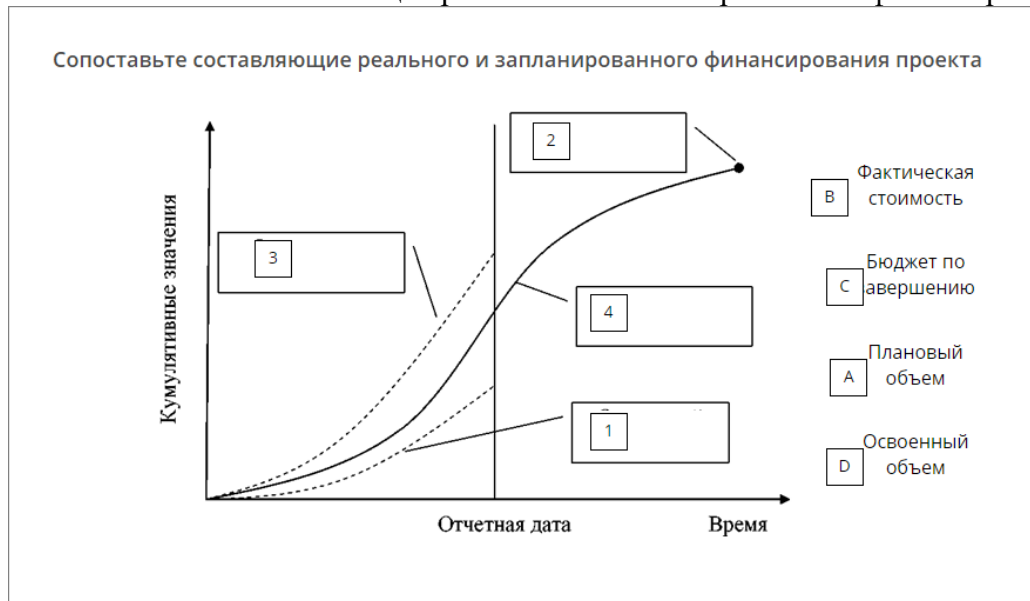 Сопоставьте составляющие реального и запланированного финансирования проекта
2
Фактическая
B стоимость
3
Бюджет по
C авершению
4
Плановый
A объем
1
Освоенный
D объем
Кумулятивные значения
Отчетная дата
Время